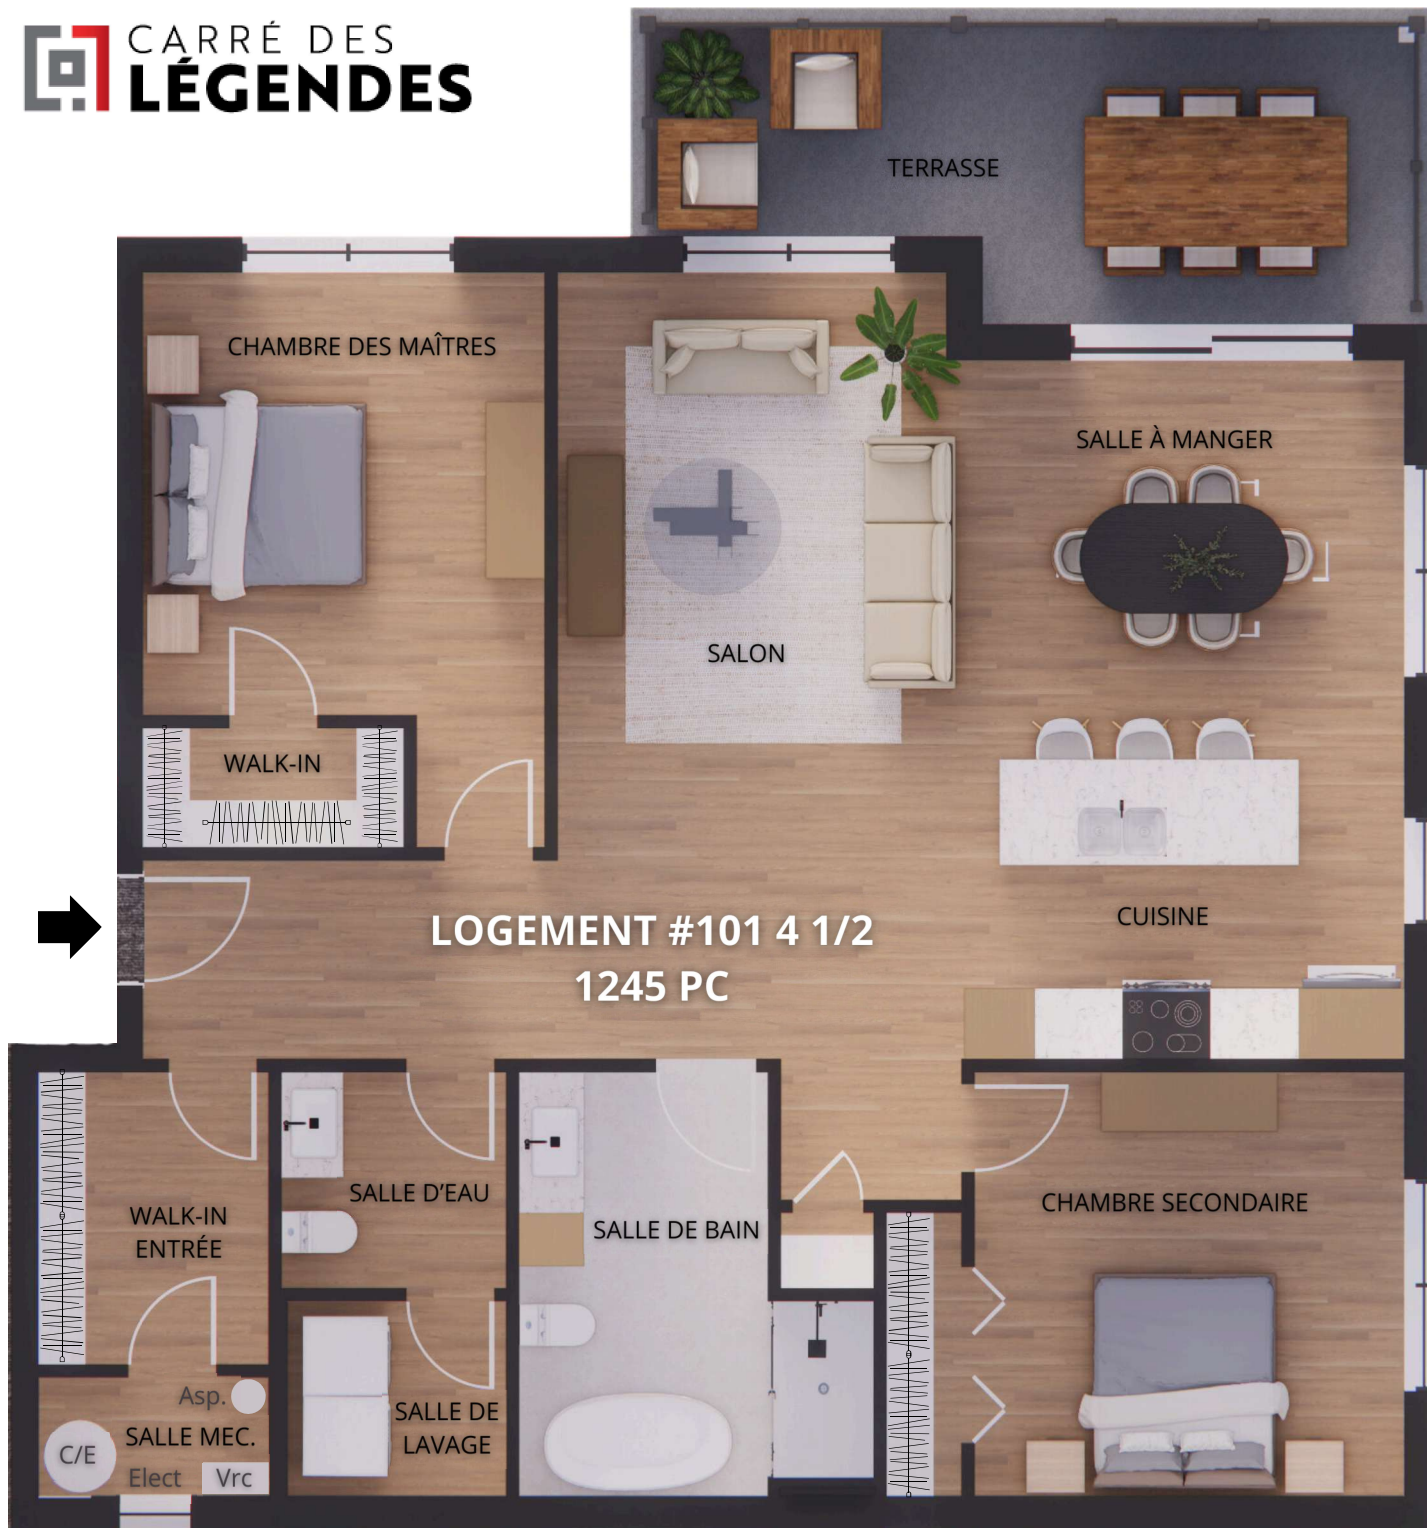 CARRÉ DES
LÉGENDES
TERRASSE
CHAMBRE DES MAÎTRES
SALLE À MANGER
SALON
WALK-IN
LOGEMENT #101 4 1/2
1245 PC
CUISINE
SALLE D'EAU
CHAMBRE SECONDAIRE
WALK-IN
ENTRÉE
SALLE DE BAIN
Asp.
SALLE DE
LAVAGE
SALLE MEC.
C/E
Elect
Vrc